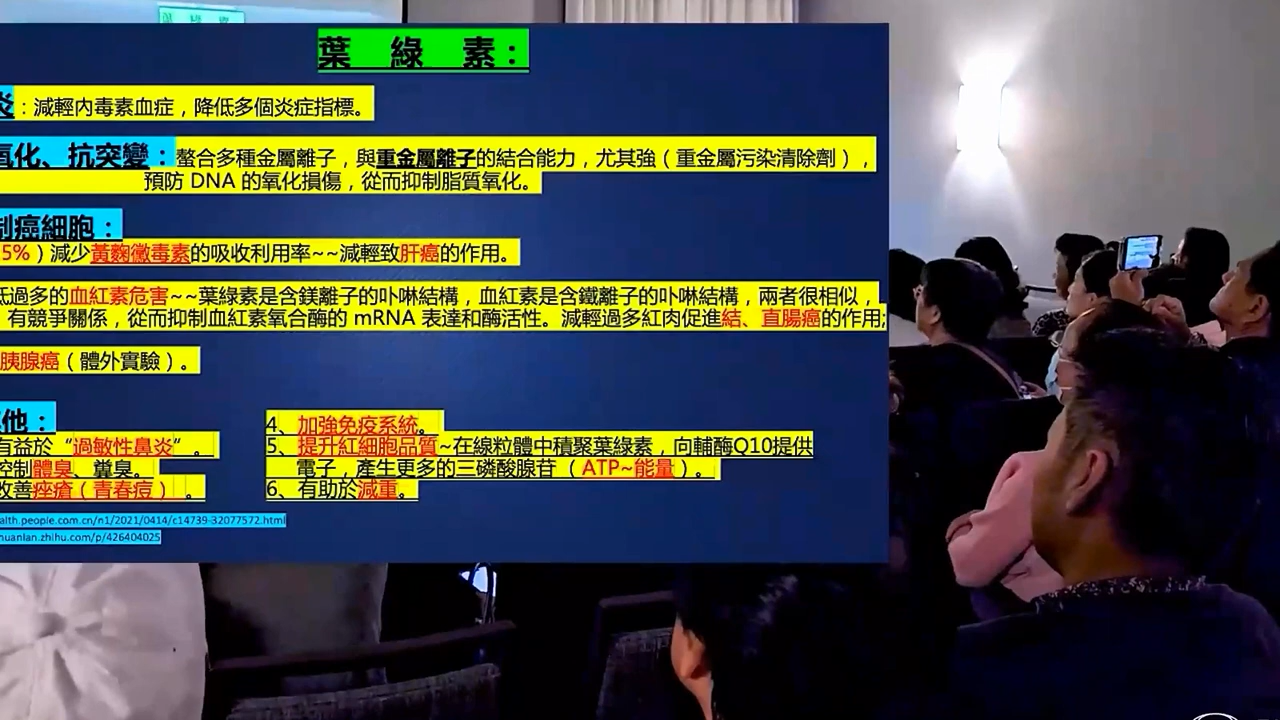 葉 綠 素：
炎：減輕內毒素血症，降低多個炎症指標。
氧化、抗突變：螯合多種金屬離子，與重金屬離子的結合能力，尤其強（重金屬污染清除劑），
預防 DNA 的氧化損傷，從而抑制脂質氧化。
制癌細胞：
5%）減少黃麴黴毒素的吸收利用率~~減輕致肝癌的作用。
低過多的血紅素危害~~葉綠素是含鎂離子的卟啉結構，血紅素是含鐵離子的卟啉結構，兩者很相似，
有競爭關係，從而抑制血紅素氧合酶的 mRNA 表達和酶活性。減輕過多紅肉促進結、直腸癌的作用;
胰腺癌（體外實驗）。
他：
有益於“過敏性鼻炎”。
控制體臭、糞臭。
改善痤瘡（青春痘）。
4、加強免疫系統。
5、提升紅細胞品質~在線粒體中積聚葉綠素，向輔酶Q10提供
電子，產生更多的三磷酸腺苷（ATP~能量）。
6、有助於減重。
alth.people.com.cn/n1/2021/0414/c14739-32077572.html
huanlan.zhihu.com/p/426404025